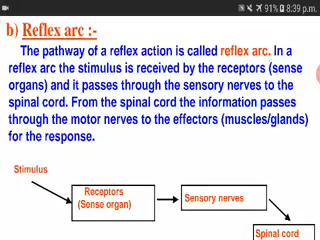 91% 8:39 p.m.
b) Reflex arc :-
The pathway of a reflex action is called reflex arc. In a
reflex arc the stimulus is received by the receptors (sense
organs) and it passes through the sensory nerves to the
spinal cord. From the spinal cord the information passes
through the motor nerves to the effectors (muscles/glands)
for the response.
Stimulus
Receptors
(Sense organ)
Sensory nerves
Spinal cord